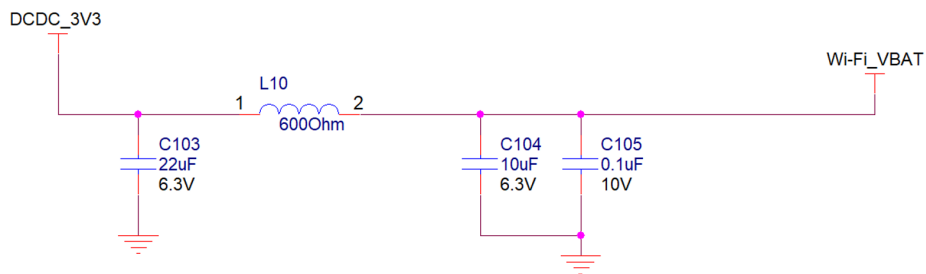 DCDC_3V3
Wi-Fi_VBAT
L10
1 2
600Ohm
C103
22uF
6.3V
C104
10uF
6.3V
C105
0.1uF
10V